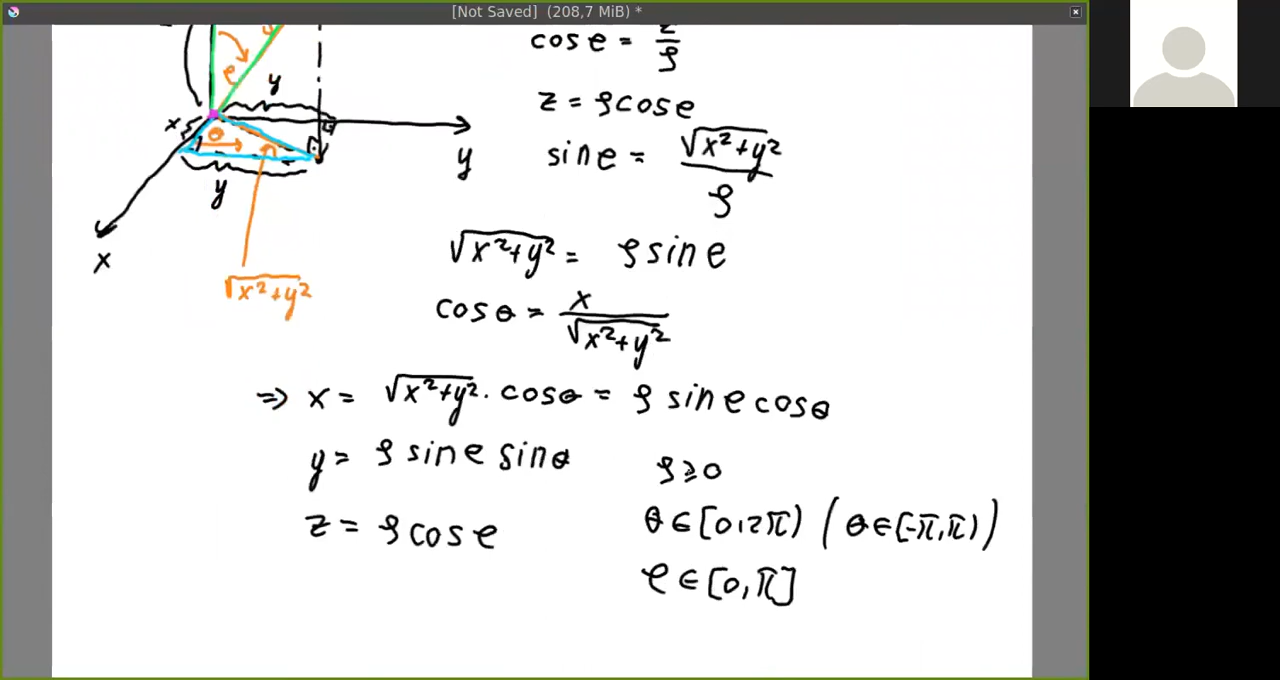 [Not Saved] (208,7 MiB) *
cos φ = z/ρ
y
z = ρ cos φ
x
θ
sin φ = √(x²+y²)/ρ
y
y
x
√(x²+y²) = ρ sin φ
√(x²+y²)
cos θ = x/√(x²+y²)
⇒ x = √(x²+y²) · cos θ = ρ sin φ cos θ
y = ρ sin φ sin θ
ρ ≥ 0
z = ρ cos φ
θ ∈ [0,2π) (θ ∈ [-π,π))
φ ∈ [0,π]